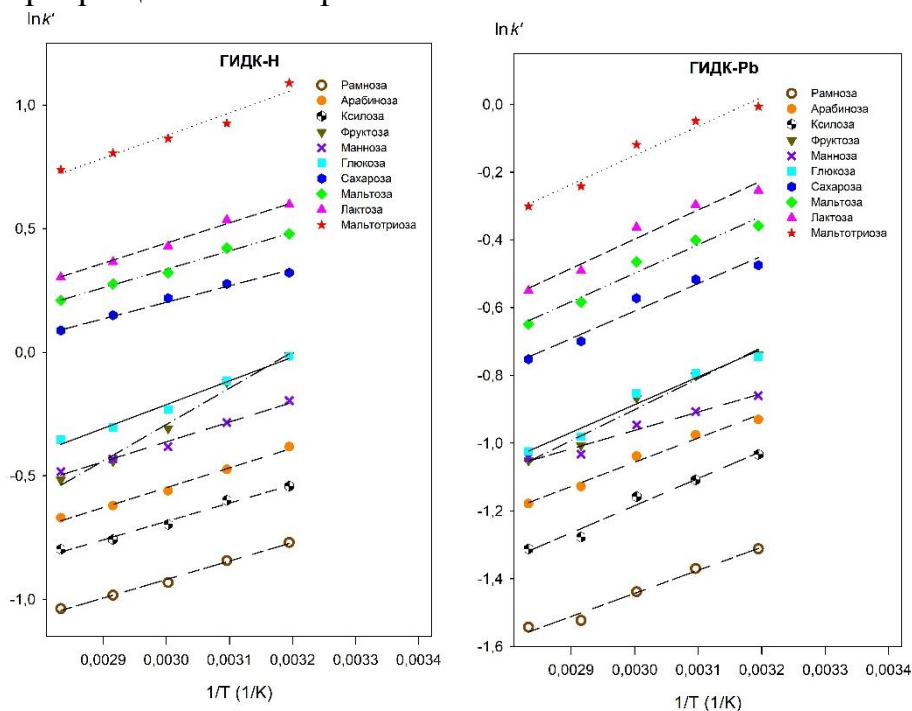 ln k′
ГИДК-H
Рамноза
Арабиноза
Ксилоза
Фруктоза
Манноза
Глюкоза
Сахароза
Мальтоза
Лактоза
Мальтотриоза
1,0
0,5
0,0
-0,5
-1,0
0,0029 0,0030 0,0031 0,0032 0,0033 0,0034
1/T (1/K)
ln k′
ГИДК-Pb
Рамноза
Арабиноза
Ксилоза
Фруктоза
Манноза
Глюкоза
Сахароза
Мальтоза
Лактоза
Мальтотриоза
0,0
-0,2
-0,4
-0,6
-0,8
-1,0
-1,2
-1,4
-1,6
0,0029 0,0030 0,0031 0,0032 0,0033 0,0034
1/T (1/K)